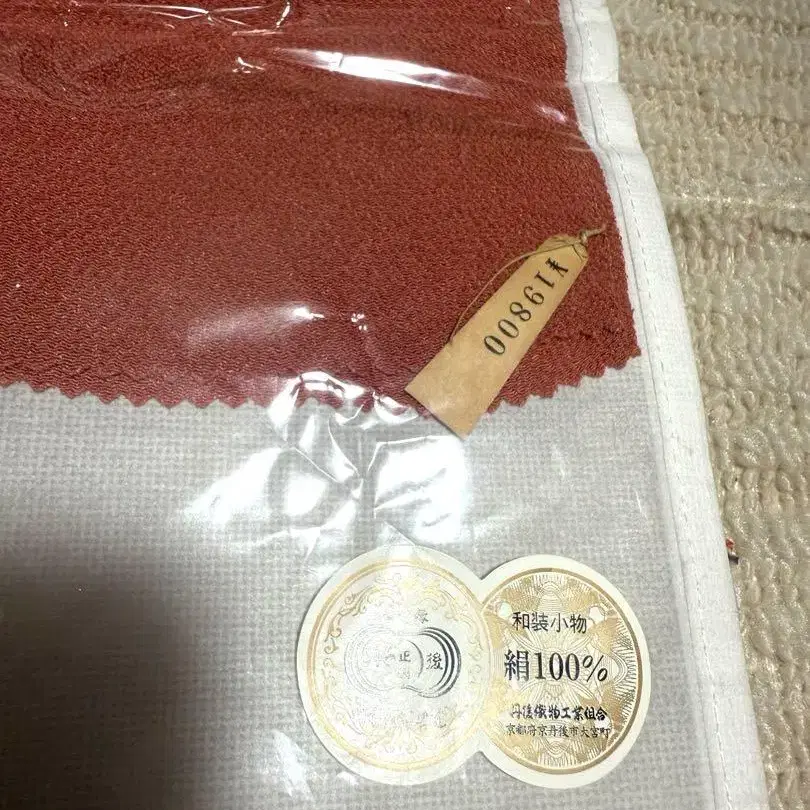 ¥19800
後
和装小物
絹100%
丹後織物工業組合
京都府京丹後市大宮町